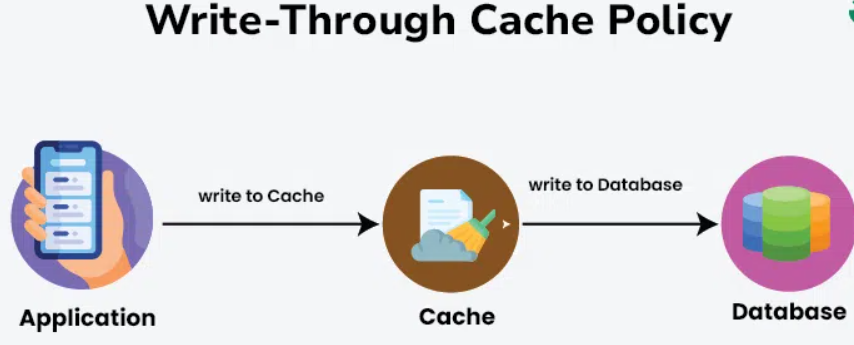 Write-Through Cache Policy
write to Cache
write to Database
Application
Cache
Database